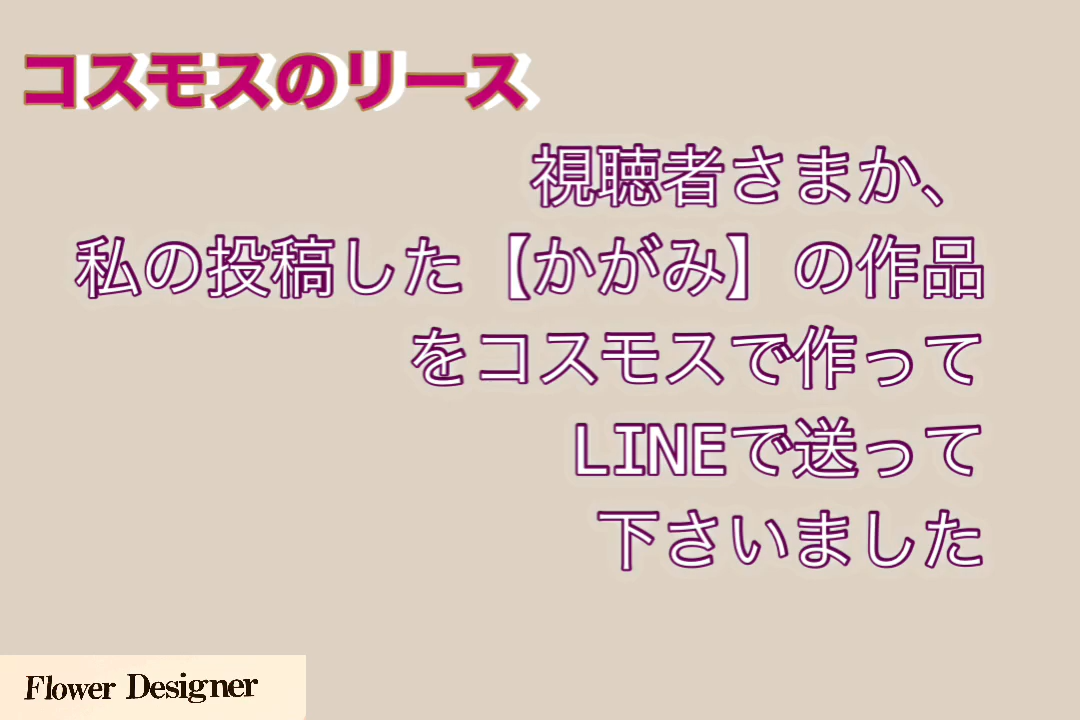 コスモスのリース
視聴者さまか、
私の投稿した【かがみ】の作品
をコスモスで作って
LINEで送って
下さいました
Flower Designer